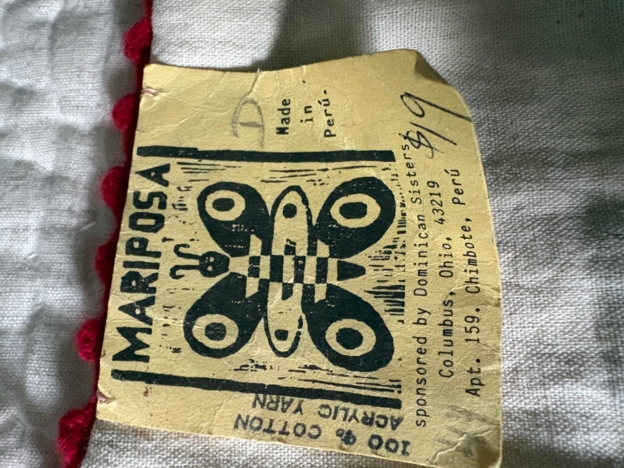 MARIPOSA
D
Made
in
Perú.
$19
sponsored by Dominican Sisters,
Columbus, Ohio, 43219
Apt. 159. Chimbote, Perú
100 % COTTON
ACRYLIC YARN